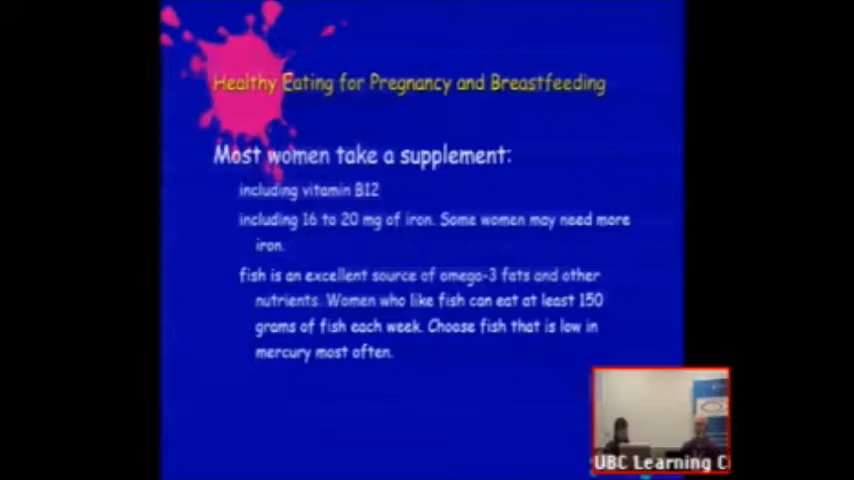 Healthy Eating for Pregnancy and Breastfeeding
Most women take a supplement:
including vitamin B12
including 16 to 20 mg of iron. Some women may need more
iron.
fish is an excellent source of omega-3 fats and other
nutrients. Women who like fish can eat at least 150
grams of fish each week. Choose fish that is low in
mercury most often.
UBC Learning C